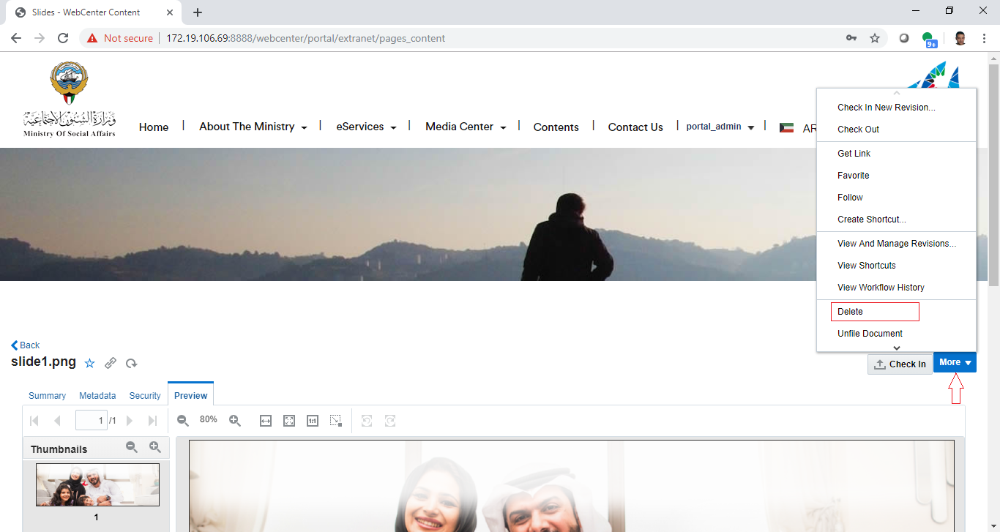 Slides - WebCenter Content
Not secure | 172.19.106.69:8888/webcenter/portal/extranet/pages_content
9+
وزارة الشئون الاجتماعية
Ministry Of Social Affairs
Home | About The Ministry | eServices | Media Center | Contents | Contact Us | portal_admin | AR
Check In New Revision...
Check Out
Get Link
Favorite
Follow
Create Shortcut...
View And Manage Revisions...
View Shortcuts
View Workflow History
Delete
Unfile Document
Back
slide1.png
Check In
More
Summary
Metadata
Security
Preview
1 /1
80%
1:1
Thumbnails
1